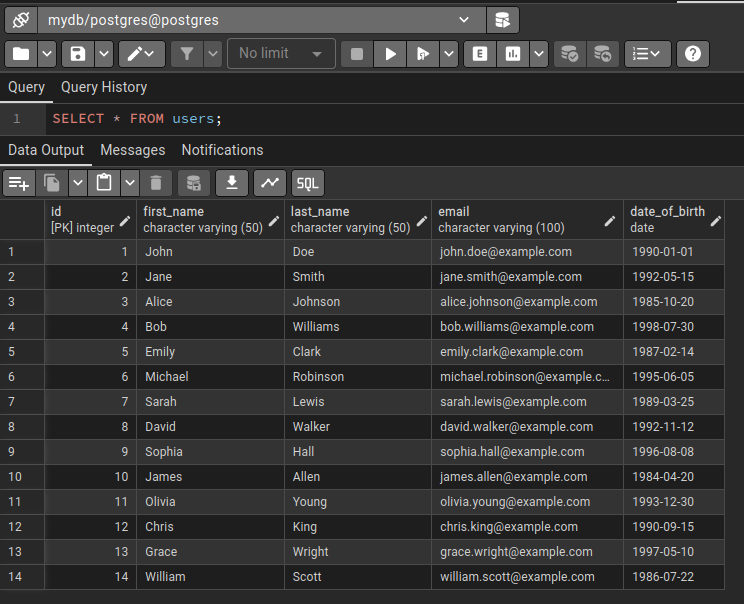 mydb/postgres@postgres
No limit
E
Query Query History
1 SELECT * FROM users;
Data Output Messages Notifications
SQL
id first_name last_name email date_of_birth
[PK] integer character varying (50) character varying (50) character varying (100) date
1 1 John Doe john.doe@example.com 1990-01-01
2 2 Jane Smith jane.smith@example.com 1992-05-15
3 3 Alice Johnson alice.johnson@example.com 1985-10-20
4 4 Bob Williams bob.williams@example.com 1998-07-30
5 5 Emily Clark emily.clark@example.com 1987-02-14
6 6 Michael Robinson michael.robinson@example.c... 1995-06-05
7 7 Sarah Lewis sarah.lewis@example.com 1989-03-25
8 8 David Walker david.walker@example.com 1992-11-12
9 9 Sophia Hall sophia.hall@example.com 1996-08-08
10 10 James Allen james.allen@example.com 1984-04-20
11 11 Olivia Young olivia.young@example.com 1993-12-30
12 12 Chris King chris.king@example.com 1990-09-15
13 13 Grace Wright grace.wright@example.com 1997-05-10
14 14 William Scott william.scott@example.com 1986-07-22